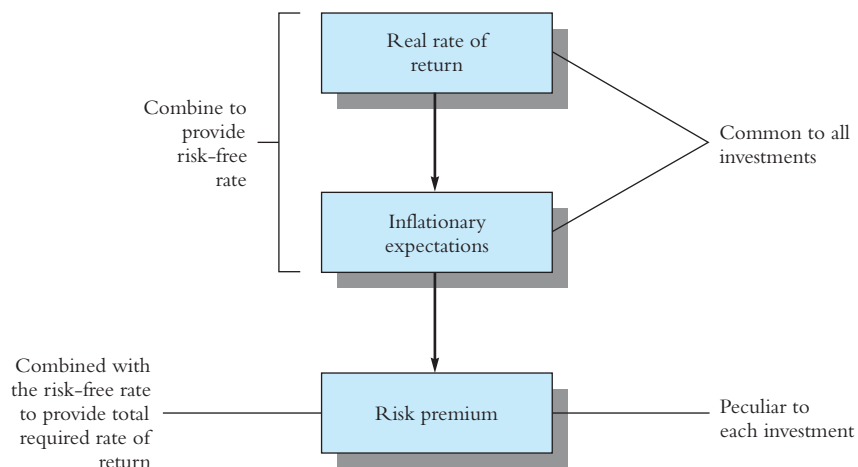 Real rate of
return
Combine to
provide
risk-free
rate
Common to all
investments
Inflationary
expectations
Combined with
the risk-free rate
to provide total
required rate of
return
Risk premium
Peculiar to
each investment